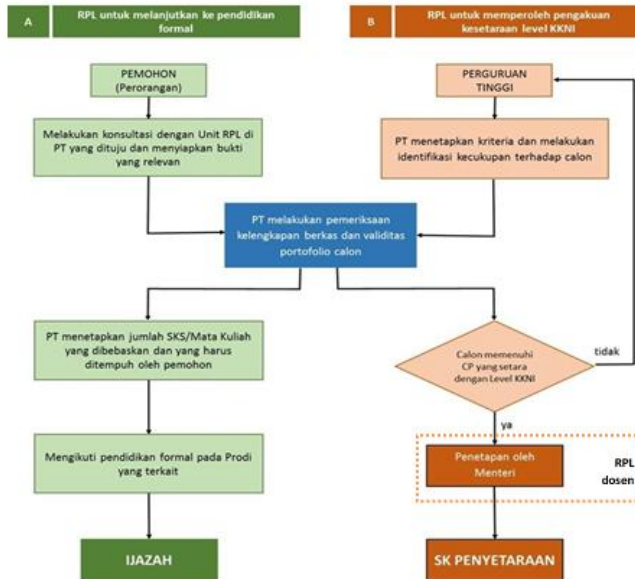 A
RPL untuk melanjutkan ke pendidikan
formal
B
RPL untuk memperoleh pengakuan
kesetaraan level KKNI
PEMOHON
(Perorangan)
PERGURUAN
TINGGI
Melakukan konsultasi dengan Unit RPL di
PT yang dituju dan menyiapkan bukti
yang relevan
PT menetapkan kriteria dan melakukan
identifikasi kecukupan terhadap calon
PT melakukan pemeriksaan
kelengkapan berkas dan validitas
portofolio calon
PT menetapkan jumlah SKS/Mata Kuliah
yang dibebaskan dan yang harus
ditempuh oleh pemohon
Calon memenuhi
CP yang setara
dengan Level KKNI
tidak
ya
Mengikuti pendidikan formal pada Prodi
yang terkait
Penetapan oleh
Menteri
RPL
dosen
IJAZAH
SK PENYETARAAN